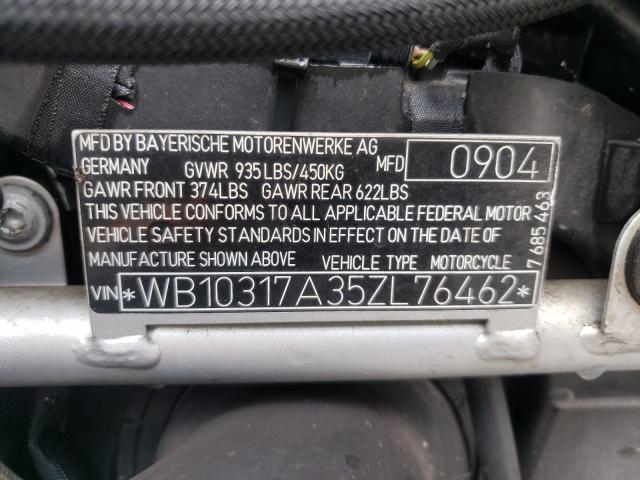 MFD BY BAYERISCHE MOTORENWERKE AG
GERMANY GVWR 935 LBS/450KG MFD 0904
GAWR FRONT 374LBS GAWR REAR 622LBS
THIS VEHICLE CONFORMS TO ALL APPLICABLE FEDERAL MOTOR
VEHICLE SAFETY STANDARDS IN EFFECT ON THE DATE OF
MANUFACTURE SHOWN ABOVE VEHICLE TYPE MOTORCYCLE
VIN *WB10317A35ZL76462*
7 685 463